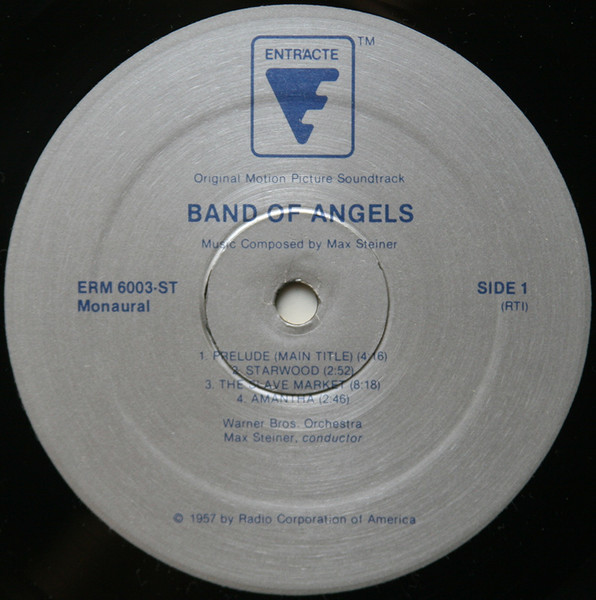 ENTR'ACTE
TM
Original Motion Picture Soundtrack
BAND OF ANGELS
Music Composed by Max Steiner
ERM 6003-ST
Monaural
SIDE 1
(RTI)
1. PRELUDE (MAIN TITLE) (4:16)
2. STARWOOD (2:52)
3. THE SLAVE MARKET (8:18)
4. AMANTHA (2:46)
Warner Bros. Orchestra
Max Steiner, conductor
© 1957 by Radio Corporation of America